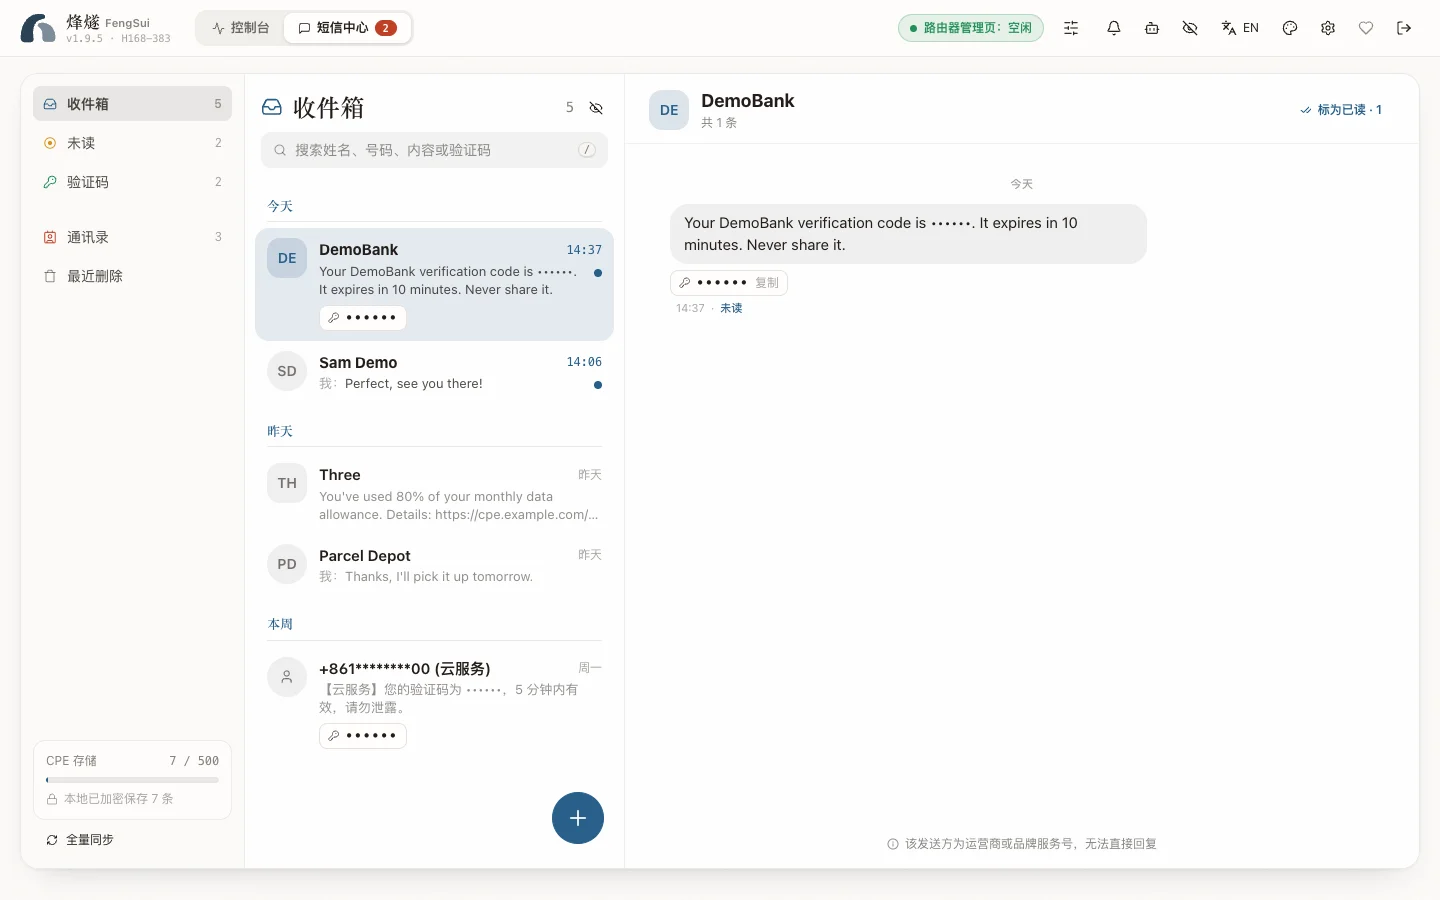 烽燧 FengSui
v1.9.5 · H168-383
控制台
短信中心 2
路由器管理页：空闲
EN
收件箱 5
未读 2
验证码 2
通讯录 3
最近删除
CPE 存储 7 / 500
本地已加密保存 7 条
全量同步
收件箱 5
搜索姓名、号码、内容或验证码 /
今天
DE
DemoBank 14:37
Your DemoBank verification code is ••••••.
It expires in 10 minutes. Never share it.
••••••
SD
Sam Demo 14:06
我： Perfect, see you there!
昨天
TH
Three 昨天
You've used 80% of your monthly data
allowance. Details: https://cpe.example.com/...
PD
Parcel Depot 昨天
我： Thanks, I'll pick it up tomorrow.
本周
+861********00 (云服务) 周一
【云服务】您的验证码为 ••••••，5 分钟内有
效，请勿泄露。
••••••
DE
DemoBank
共 1 条
标为已读 · 1
今天
Your DemoBank verification code is ••••••. It expires in 10
minutes. Never share it.
•••••• 复制
14:37 · 未读
该发送方为运营商或品牌服务号，无法直接回复